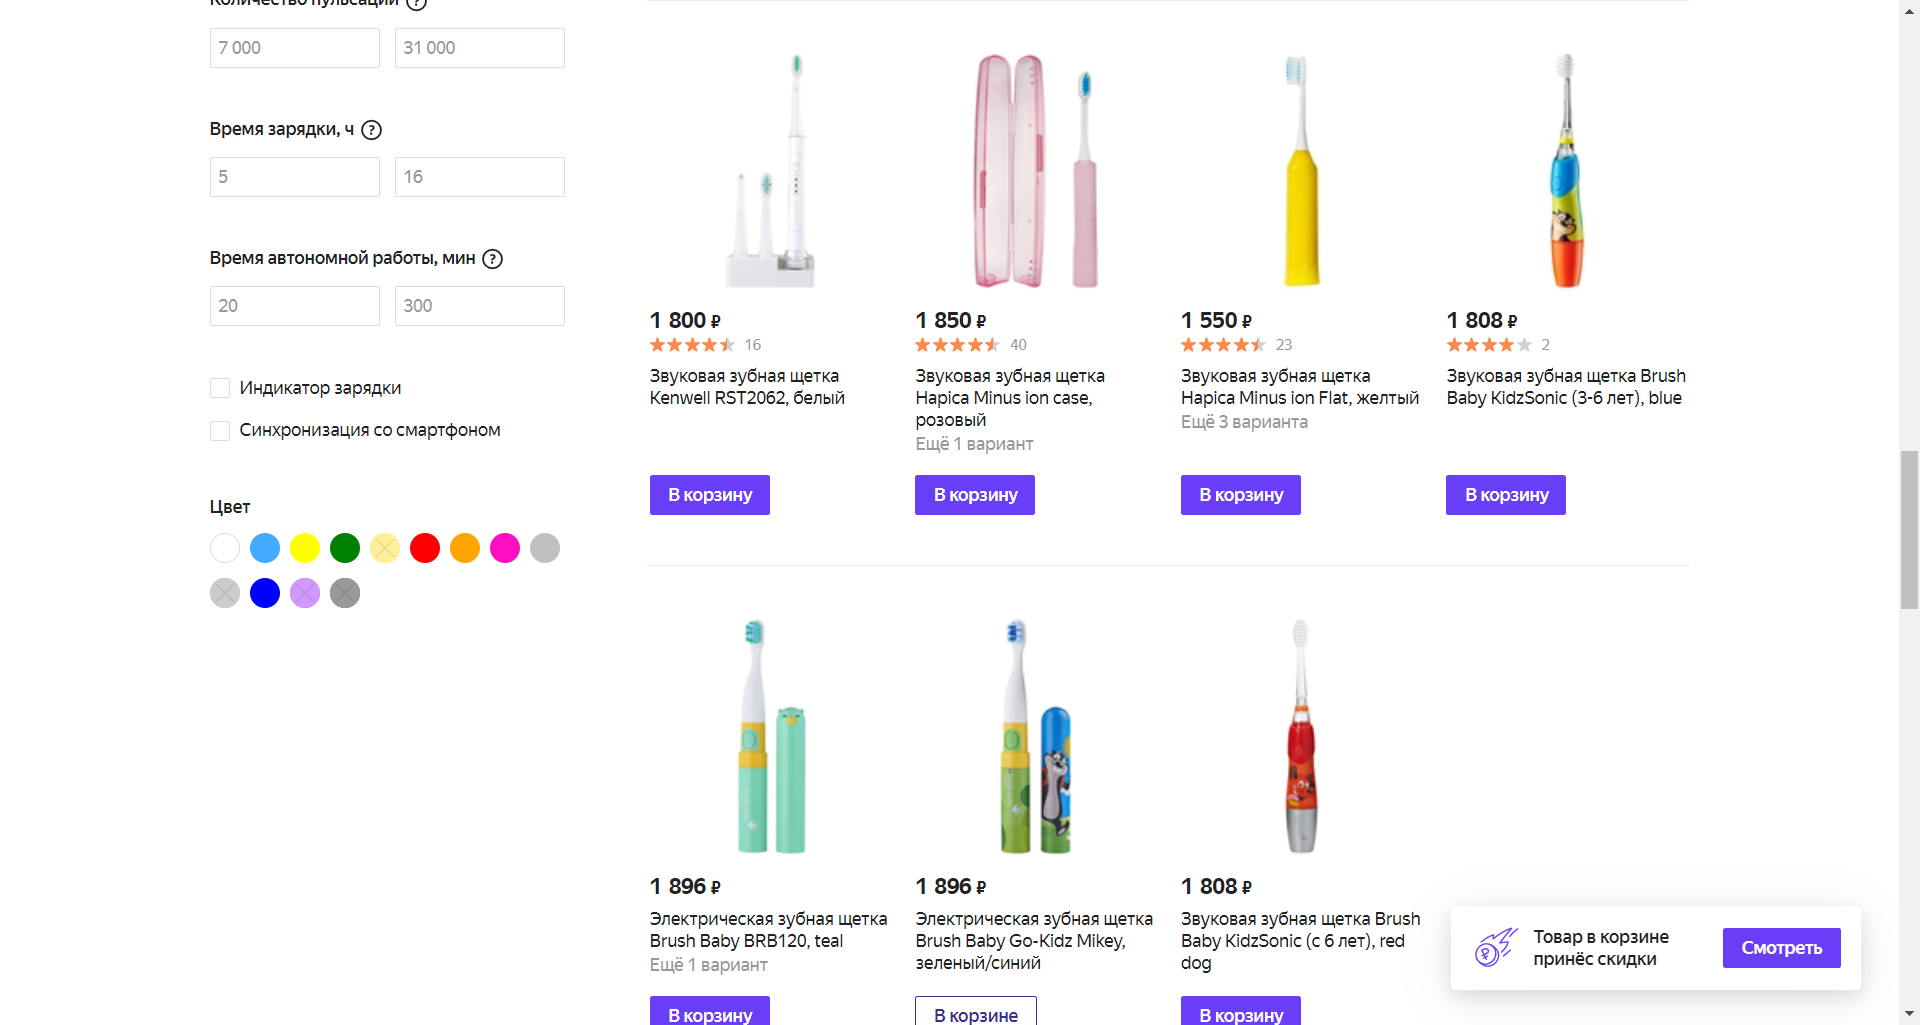 Количество пульсаций ?
7 000
31 000
Время зарядки, ч ?
5
16
Время автономной работы, мин ?
20
300
Индикатор зарядки
Синхронизация со смартфоном
Цвет
1 800 ₽
16
Звуковая зубная щетка
Kenwell RST2062, белый
В корзину
1 850 ₽
40
Звуковая зубная щетка
Hapica Minus ion case,
розовый
Ещё 1 вариант
В корзину
1 550 ₽
23
Звуковая зубная щетка
Hapica Minus ion Flat, желтый
Ещё 3 варианта
В корзину
1 808 ₽
2
Звуковая зубная щетка Brush
Baby KidzSonic (3-6 лет), blue
В корзину
1 896 ₽
Электрическая зубная щетка
Brush Baby BRB120, teal
Ещё 1 вариант
В корзину
1 896 ₽
Электрическая зубная щетка
Brush Baby Go-Kidz Mikey,
зеленый/синий
В корзине
1 808 ₽
Звуковая зубная щетка Brush
Baby KidzSonic (с 6 лет), red
dog
В корзину
Товар в корзине
принёс скидки
Смотреть